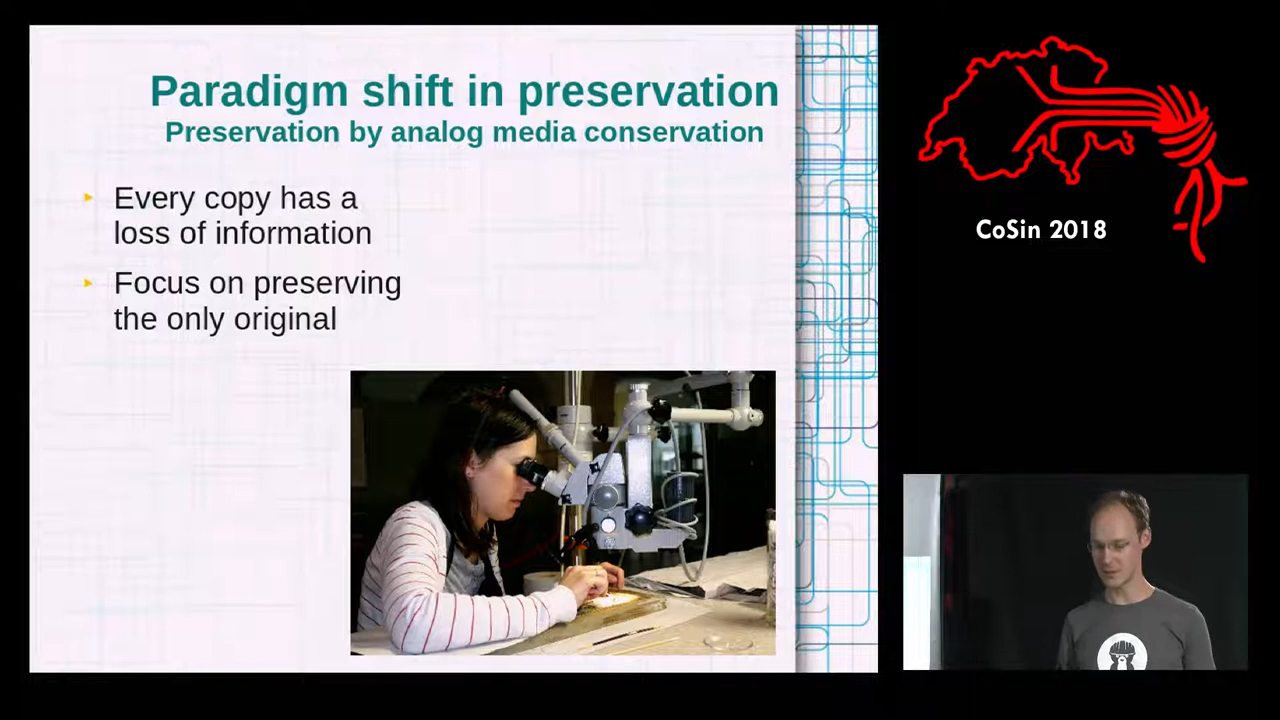 Paradigm shift in preservation
Preservation by analog media conservation
Every copy has a
loss of information
Focus on preserving
the only original
CoSin 2018